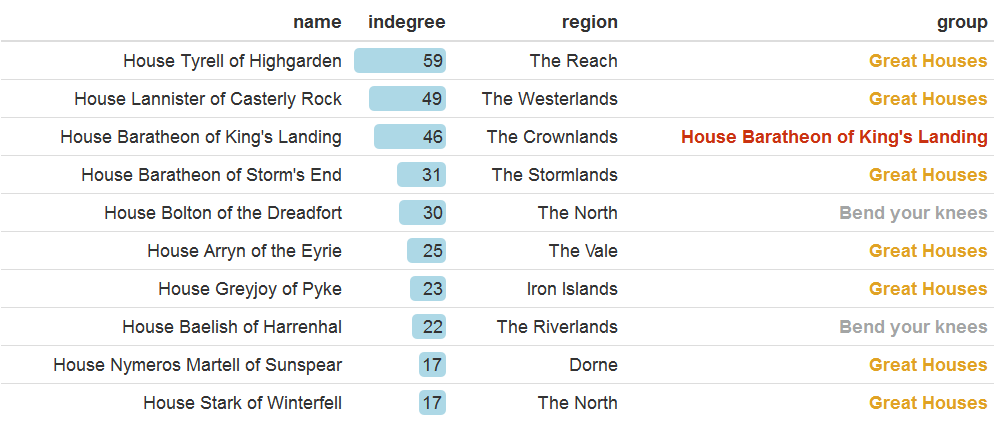 name indegree region group
House Tyrell of Highgarden 59 The Reach Great Houses
House Lannister of Casterly Rock 49 The Westerlands Great Houses
House Baratheon of King's Landing 46 The Crownlands House Baratheon of King's Landing
House Baratheon of Storm's End 31 The Stormlands Great Houses
House Bolton of the Dreadfort 30 The North Bend your knees
House Arryn of the Eyrie 25 The Vale Great Houses
House Greyjoy of Pyke 23 Iron Islands Great Houses
House Baelish of Harrenhal 22 The Riverlands Bend your knees
House Nymeros Martell of Sunspear 17 Dorne Great Houses
House Stark of Winterfell 17 The North Great Houses